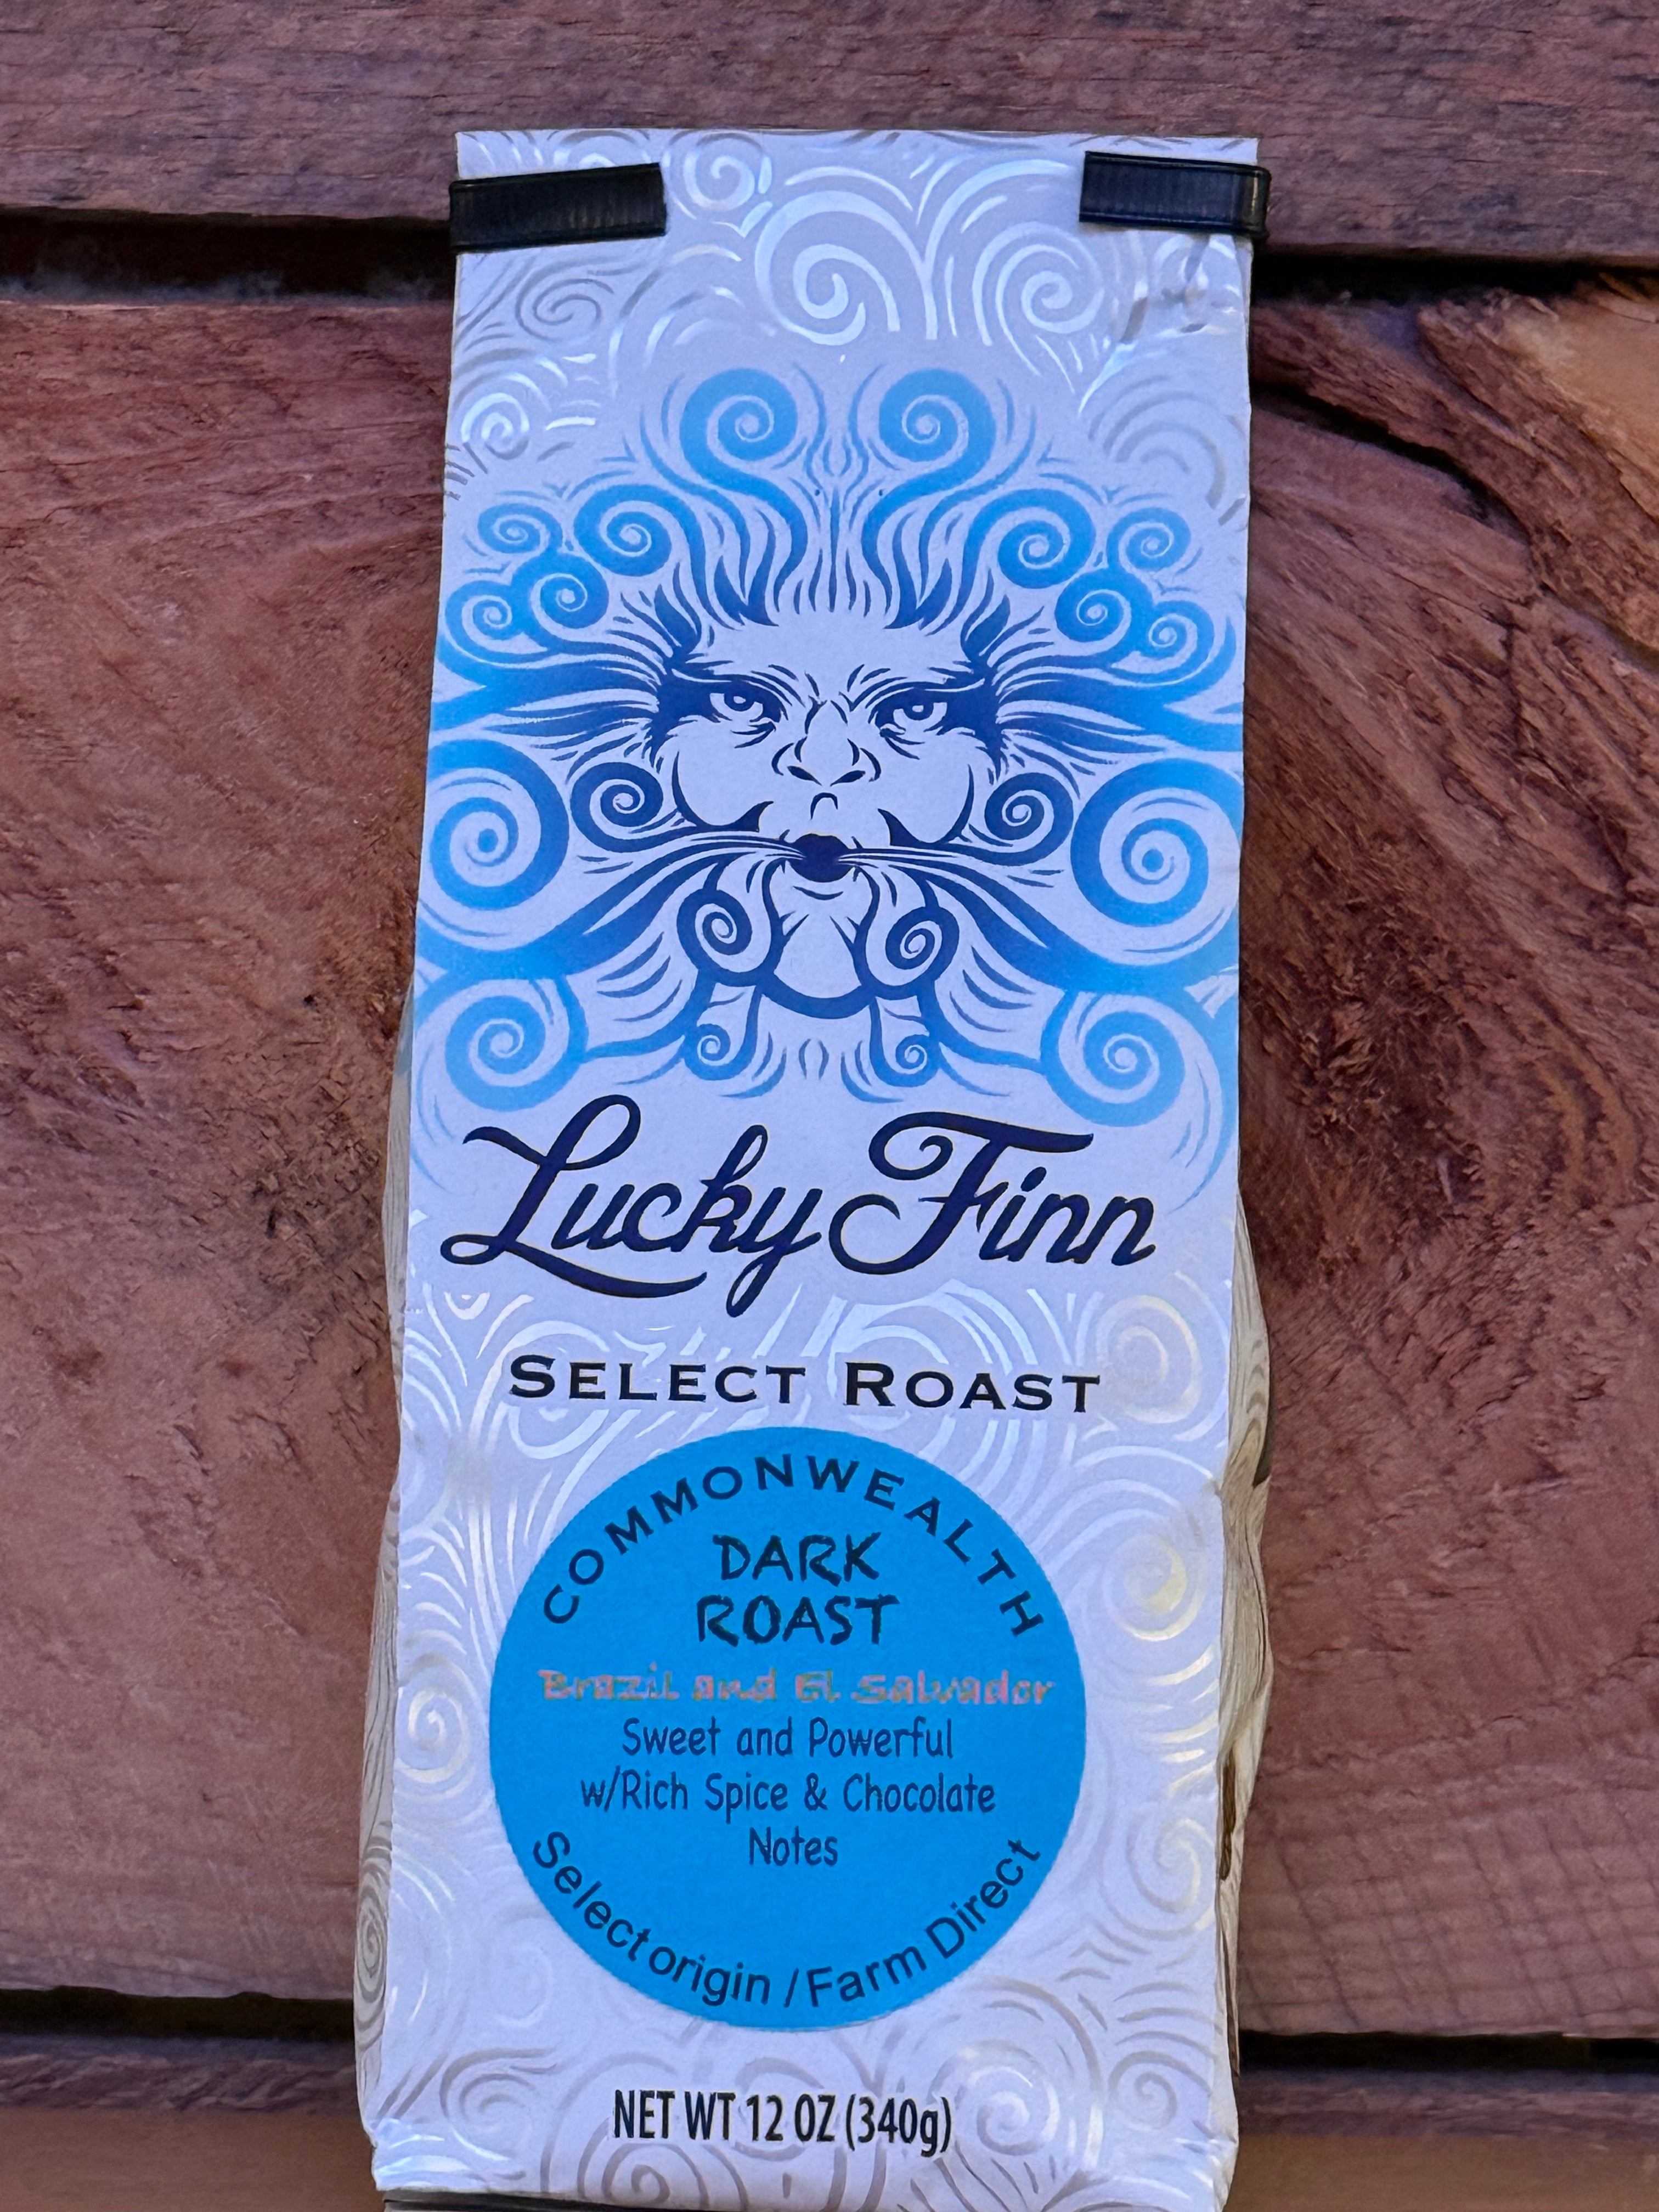 Lucky Finn
SELECT ROAST
COMMONWEALTH
DARK
ROAST
Brazil and El Salvador
Sweet and Powerful
w/Rich Spice & Chocolate
Notes
Select origin / Farm Direct
NET WT 12 OZ (340g)